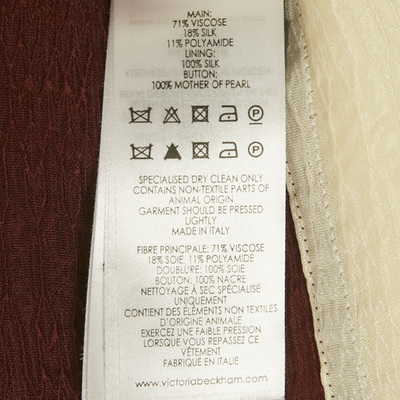 MAIN:
71% VISCOSE
18% SILK
11% POLYAMIDE
LINING:
100% SILK
BUTTON:
100% MOTHER OF PEARL
SPECIALISED DRY CLEAN ONLY
CONTAINS NON-TEXTILE PARTS OF
ANIMAL ORIGIN
GARMENT SHOULD BE PRESSED
LIGHTLY
MADE IN ITALY
FIBRE PRINCIPALE: 71% VISCOSE
18% SOIE: 11% POLYAMIDE
DOUBLURE: 100% SOIE
BOUTON: 100% NACRE
NETTOYAGE À SEC SPÉCIALISÉ
UNIQUEMENT
CONTIENT DES ÉLÉMENTS NON TEXTILES
D'ORIGINE ANIMALE
EXERCEZ UNE FAIBLE PRESSION
LORSQUE VOUS REPASSEZ CE
VÊTEMENT
FABRIQUÉ EN ITALIE
www.victoriabeckham.com